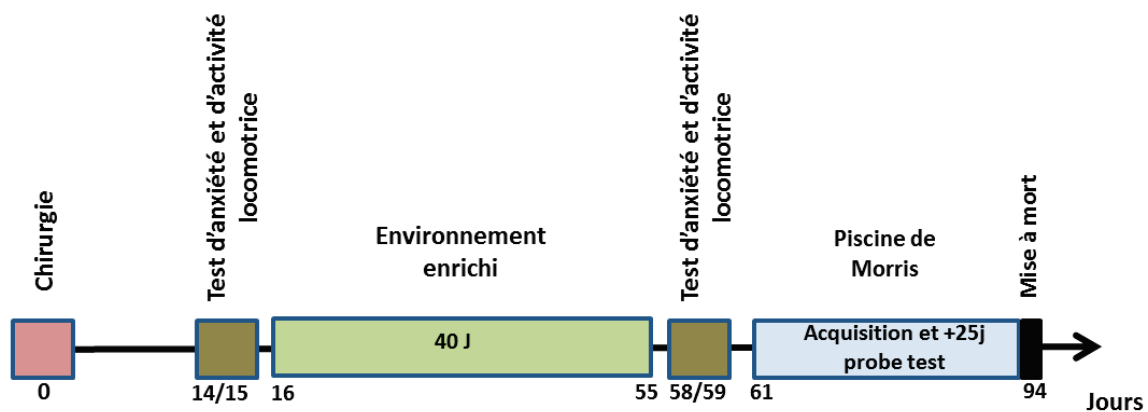 Chirurgie
Test d'anxiété et d'activité
locomotrice
Environnement
enrichi
Test d'anxiété et d'activité
locomotrice
Piscine de
Morris
Mise à mort
40 J
Acquisition et +25j
probe test
0
14/15
16
55
58/59
61
94
Jours